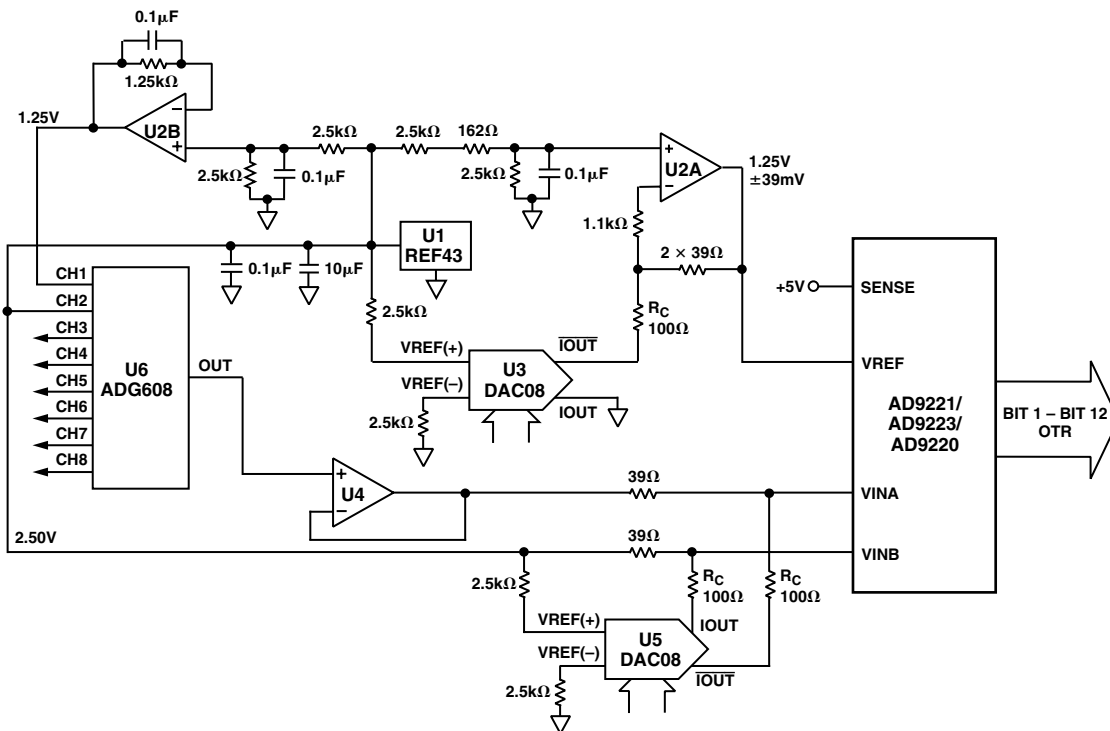 0.1µF
1.25kΩ
1.25V
–
U2B
+
2.5kΩ
2.5kΩ
162Ω
2.5kΩ
0.1µF
2.5kΩ
0.1µF
+
U2A
–
1.25V
±39mV
1.1kΩ
U1
REF43
0.1µF
10µF
2 × 39Ω
CH1
CH2
CH3
CH4
CH5
CH6
CH7
CH8
U6
ADG608
OUT
2.5kΩ
RC
100Ω
+5V
SENSE
VREF
AD9221/
AD9223/
AD9220
BIT 1 – BIT 12
OTR
VREF(+)
VREF(–)
U3
DAC08
IOUT
IOUT
2.5kΩ
+
U4
–
39Ω
VINA
2.50V
39Ω
VINB
2.5kΩ
RC
100Ω
RC
100Ω
VREF(+)
VREF(–)
U5
DAC08
IOUT
IOUT
2.5kΩ